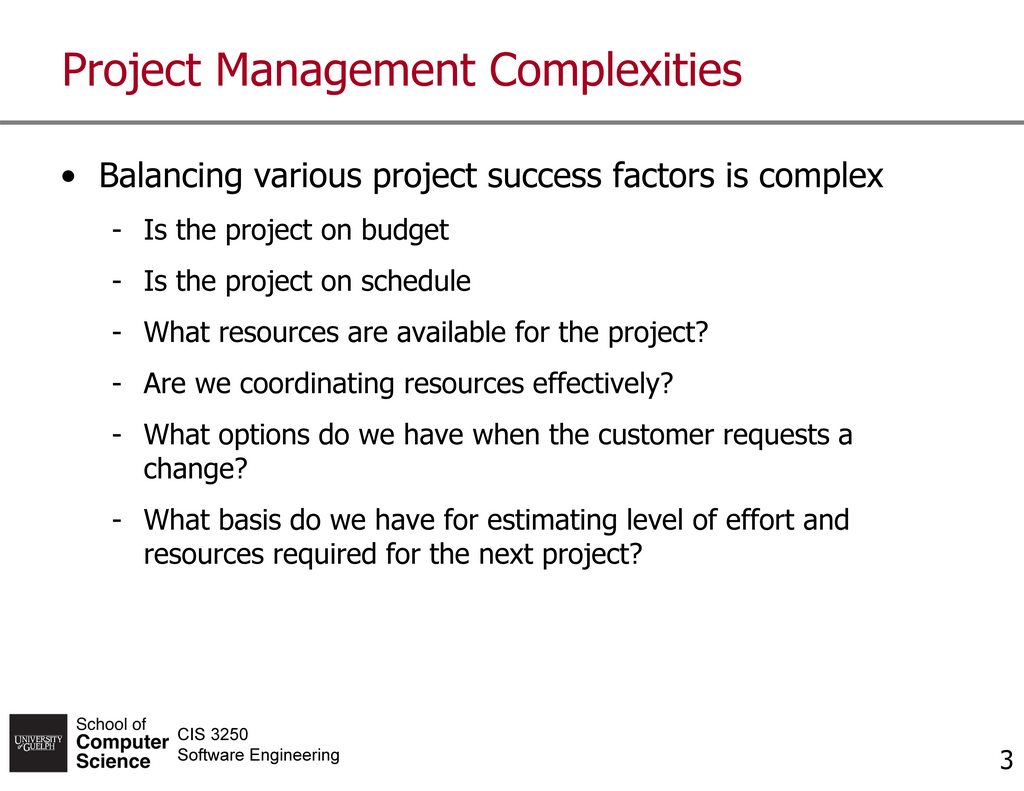 Project Management Complexities
• Balancing various project success factors is complex
- Is the project on budget
- Is the project on schedule
- What resources are available for the project?
- Are we coordinating resources effectively?
- What options do we have when the customer requests a
change?
- What basis do we have for estimating level of effort and
resources required for the next project?
UNIVERSITY
of GUELPH
School of
Computer
Science
CIS 3250
Software Engineering
3